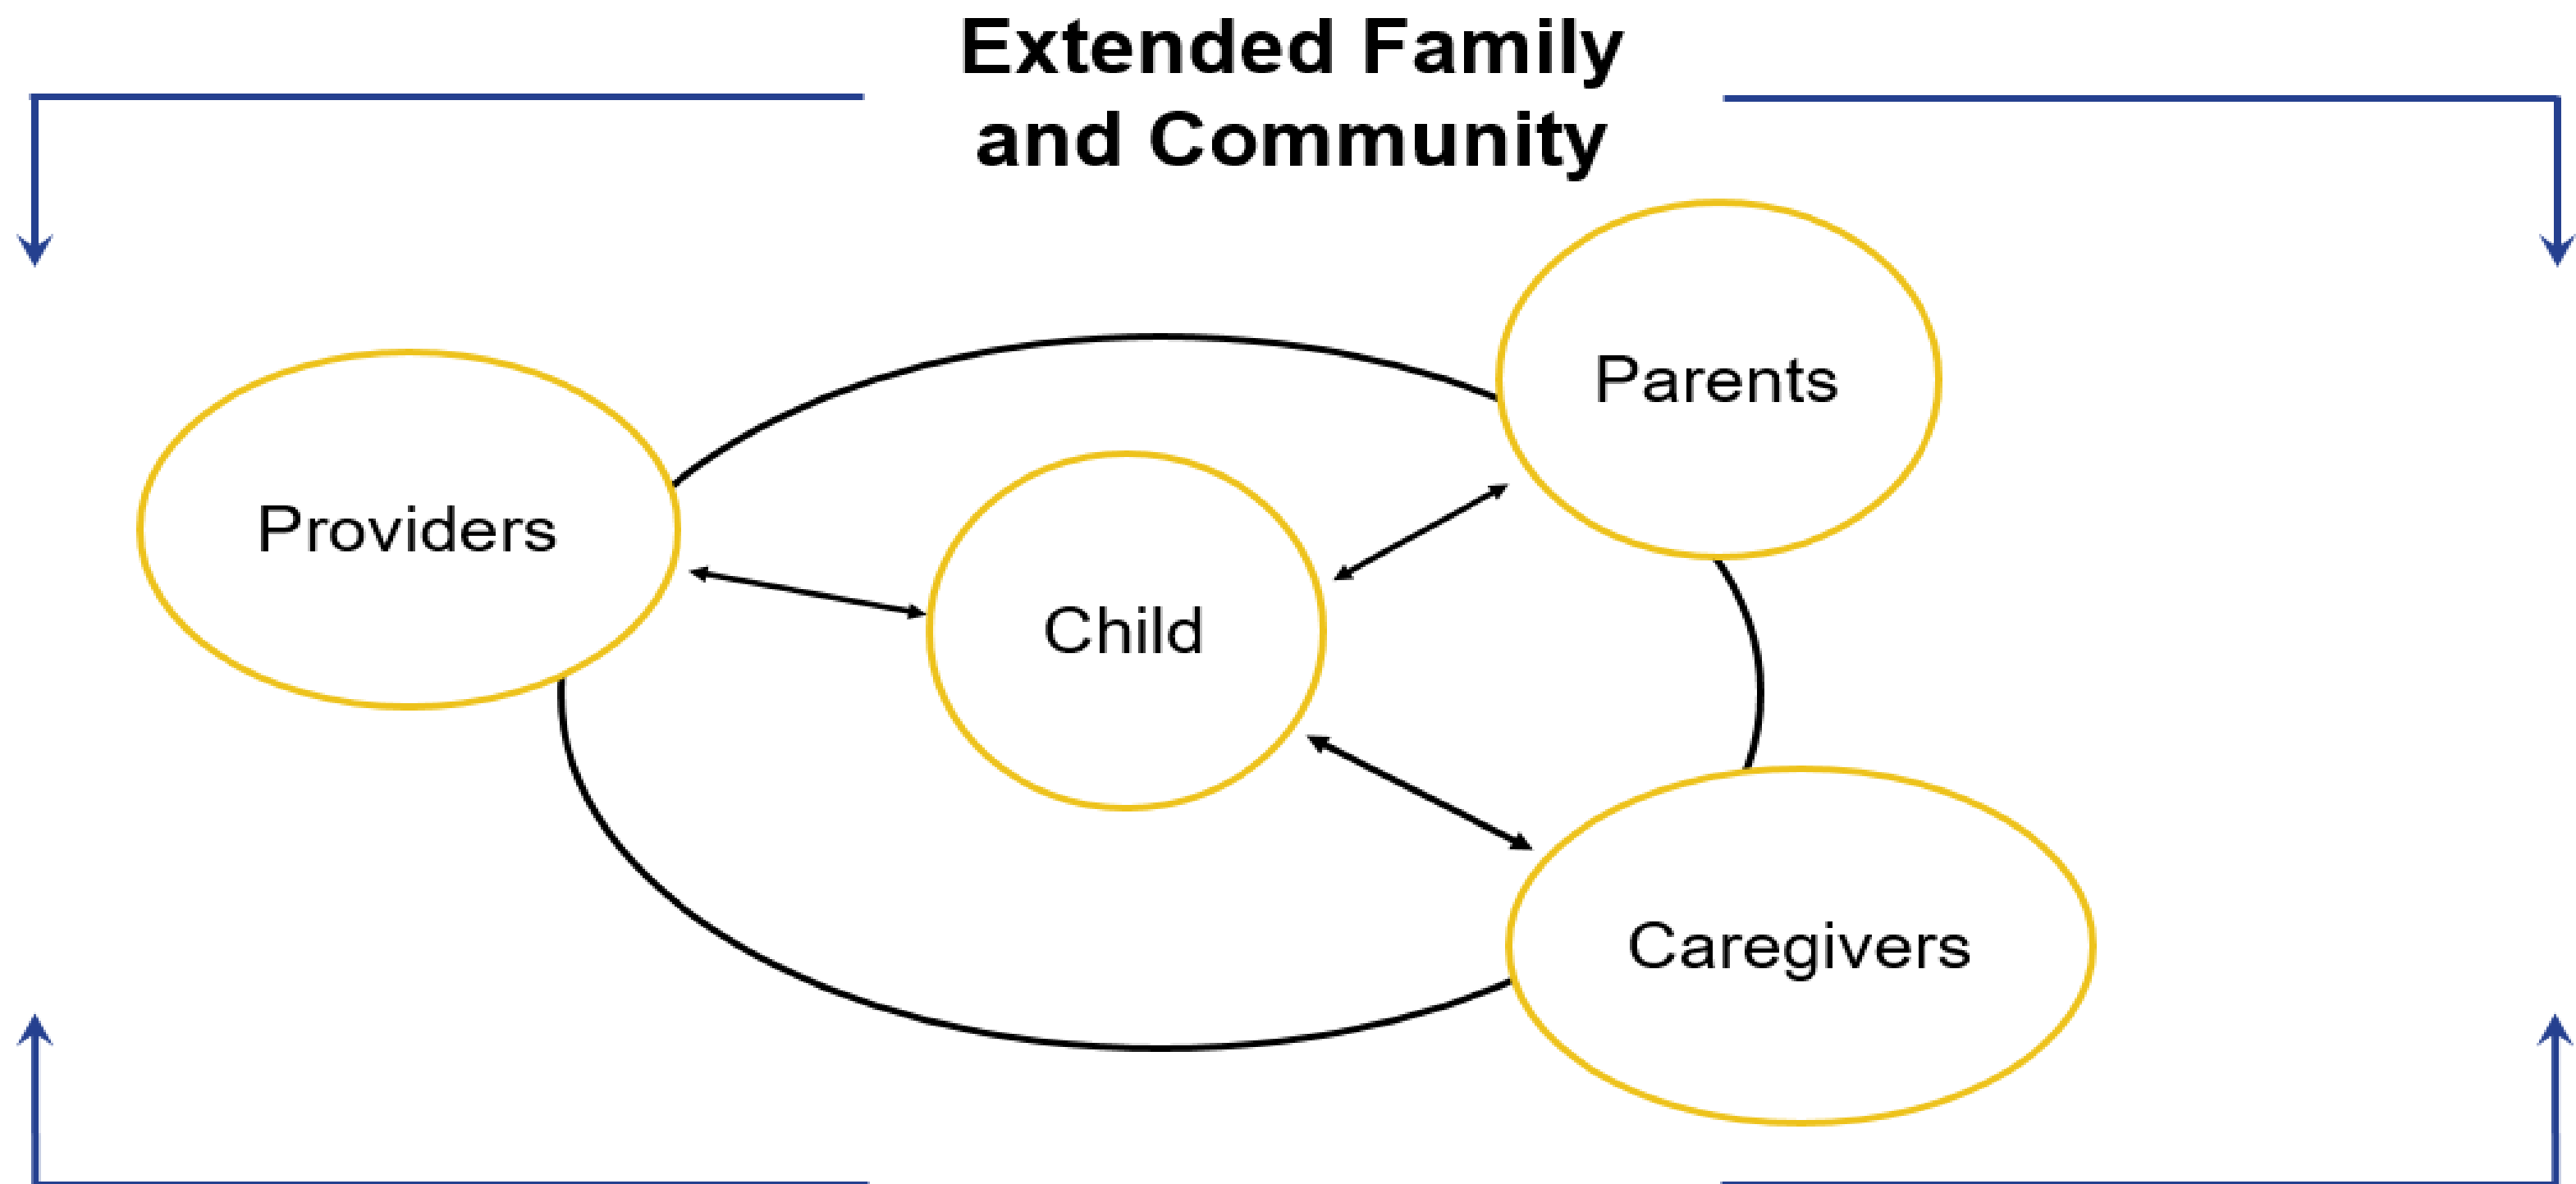 Extended Family
and Community
Parents
Providers
Child
Caregivers